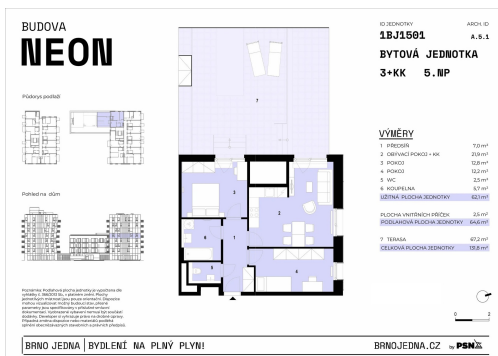 BUDOVA
NEON
ID JEDNOTKY
ARCH. ID
1BJ1501
A.5.1
BYTOVÁ JEDNOTKA
3+KK 5.NP
Půdorys podlaží
Pohled na dům
VÝMĚRY
1 PŘEDSÍŇ 7,0 m²
2 OBÝVACÍ POKOJ + KK 21,9 m²
3 POKOJ 12,8 m²
4 POKOJ 12,2 m²
5 WC 2,5 m²
6 KOUPELNA 5,7 m²
UŽITNÁ PLOCHA JEDNOTKY 62,1 m²
PLOCHA VNITŘNÍCH PŘÍČEK 2,5 m²
PODLAHOVÁ PLOCHA JEDNOTKY 64,6 m²
7 TERASA 67,2 m²
CELKOVÁ PLOCHA JEDNOTKY 131,8 m²
7
3
2
1
6
5
4
0 2
BRNO JEDNA | BYDLENÍ NA PLNÝ PLYN!
BRNOJEDNA.CZ by PSN